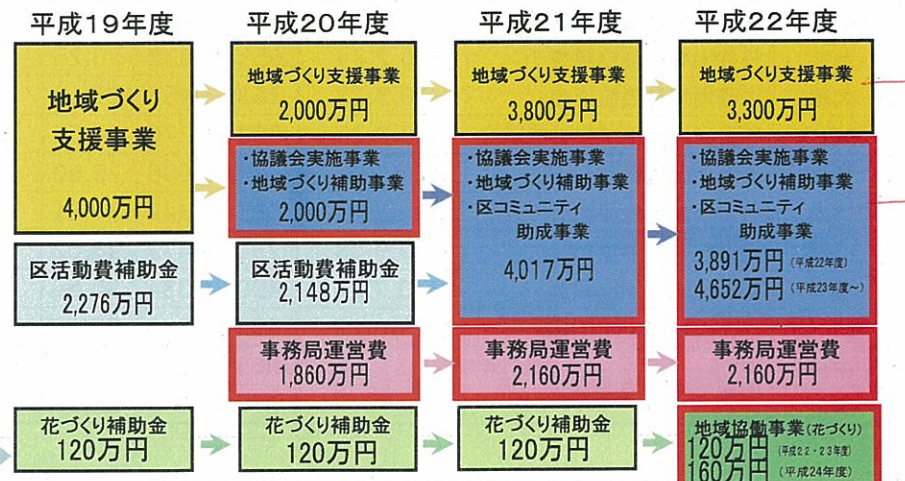 平成19年度
平成20年度
平成21年度
平成22年度
地域づくり
支援事業
4,000万円
地域づくり支援事業
2,000万円
地域づくり支援事業
3,800万円
地域づくり支援事業
3,300万円
・協議会実施事業
・地域づくり補助事業
2,000万円
・協議会実施事業
・地域づくり補助事業
・区コミュニティ
助成事業
4,017万円
・協議会実施事業
・地域づくり補助事業
・区コミュニティ
助成事業
3,891万円(平成22年度)
4,652万円(平成23年度~)
区活動費補助金
2,276万円
区活動費補助金
2,148万円
事務局運営費
1,860万円
事務局運営費
2,160万円
事務局運営費
2,160万円
花づくり補助金
120万円
花づくり補助金
120万円
花づくり補助金
120万円
地域協働事業(花づくり)
120万円(平成22・23年度)
160万円(平成24年度)